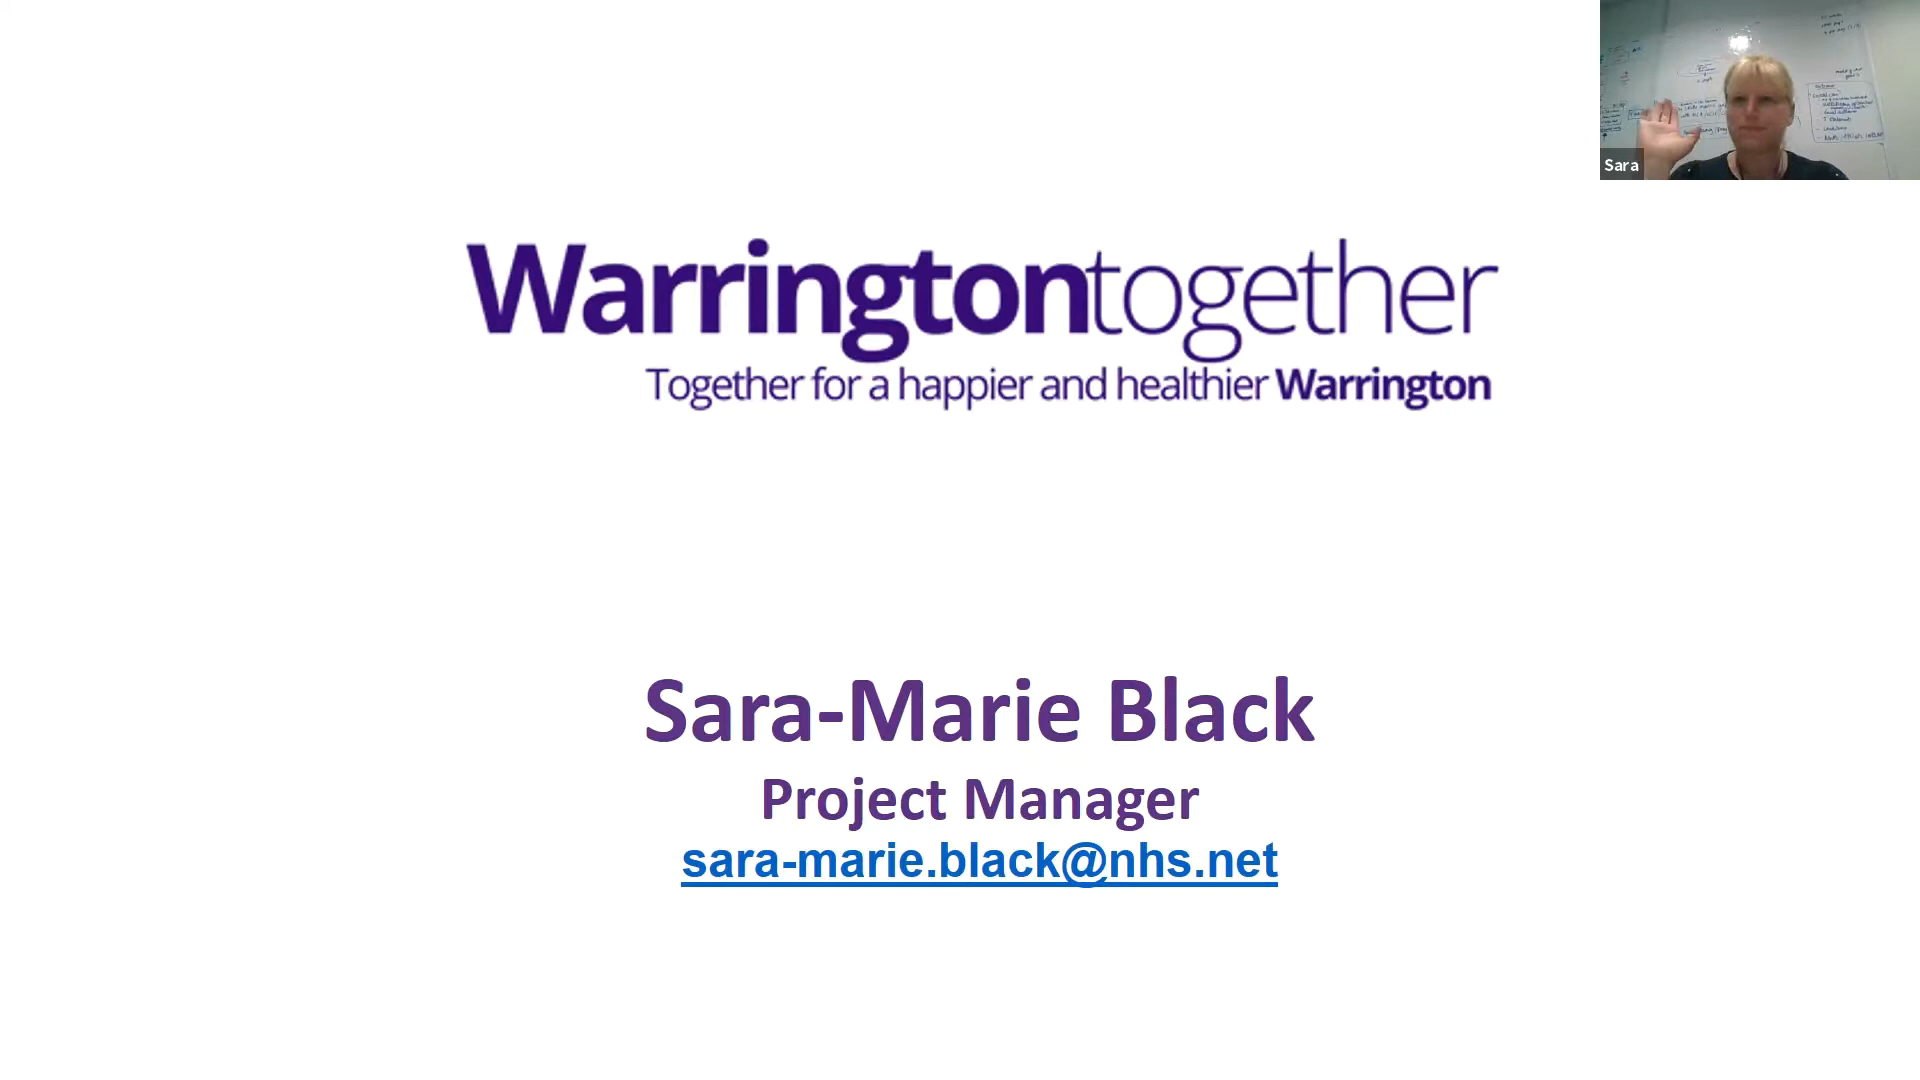 Sara
Warringtontogether
Together for a happier and healthier Warrington
Sara-Marie Black
Project Manager
sara-marie.black@nhs.net